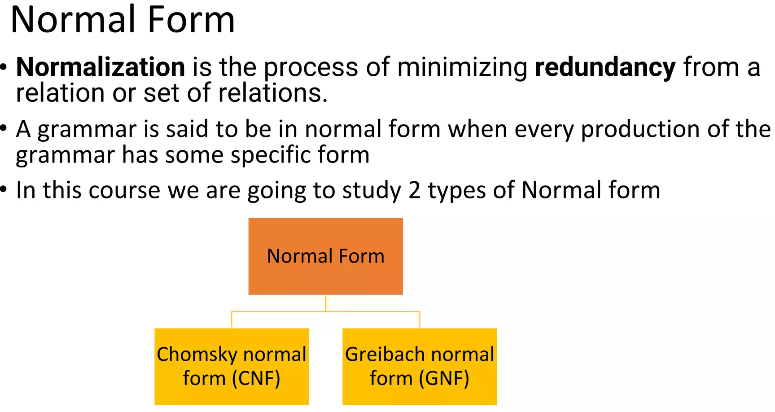 Normal Form
• Normalization is the process of minimizing redundancy from a
relation or set of relations.
• A grammar is said to be in normal form when every production of the
grammar has some specific form
• In this course we are going to study 2 types of Normal form
Normal Form
Chomsky normal
form (CNF)
Greibach normal
form (GNF)